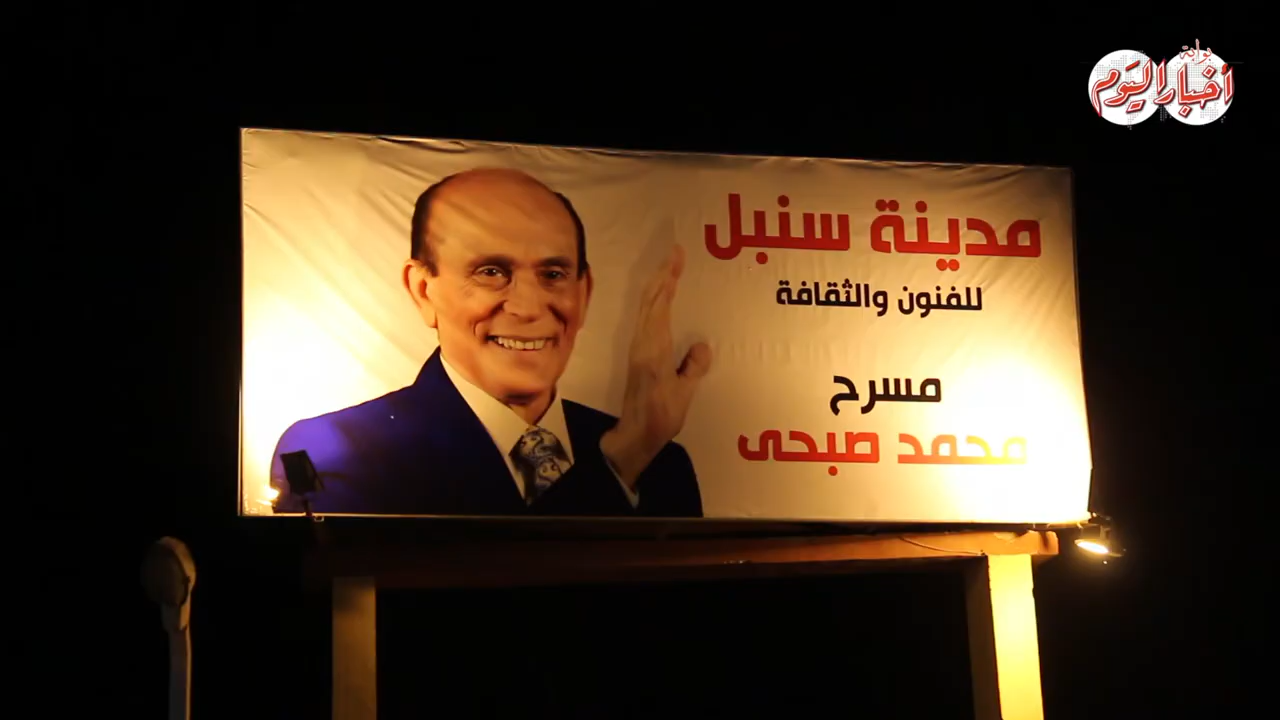 بوابة
أخبار اليوم
مدينة سنبل
للفنون والثقافة
مسرح
محمد صبحى